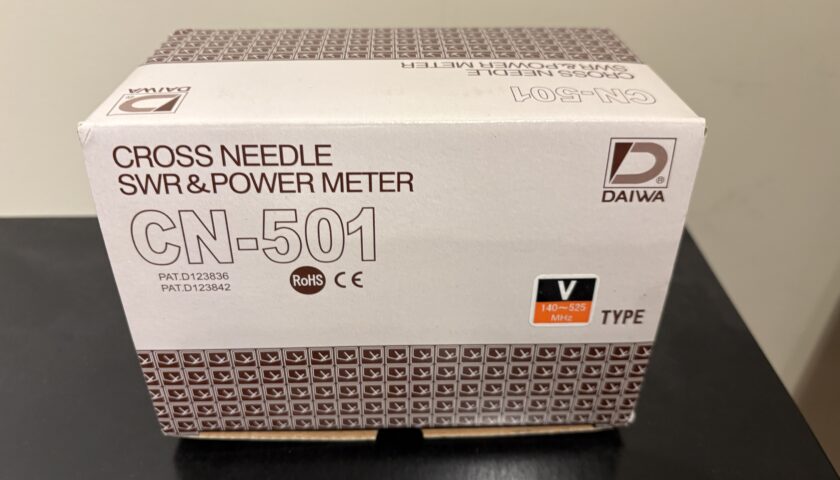 CROSS NEEDLE
SWR & POWER METER
CN-501
DAIWA
CROSS NEEDLE
SWR & POWER METER
CN-501
PAT.D123836
PAT.D123842
RoHS CE
® DAIWA
V
140~525
MHz
TYPE